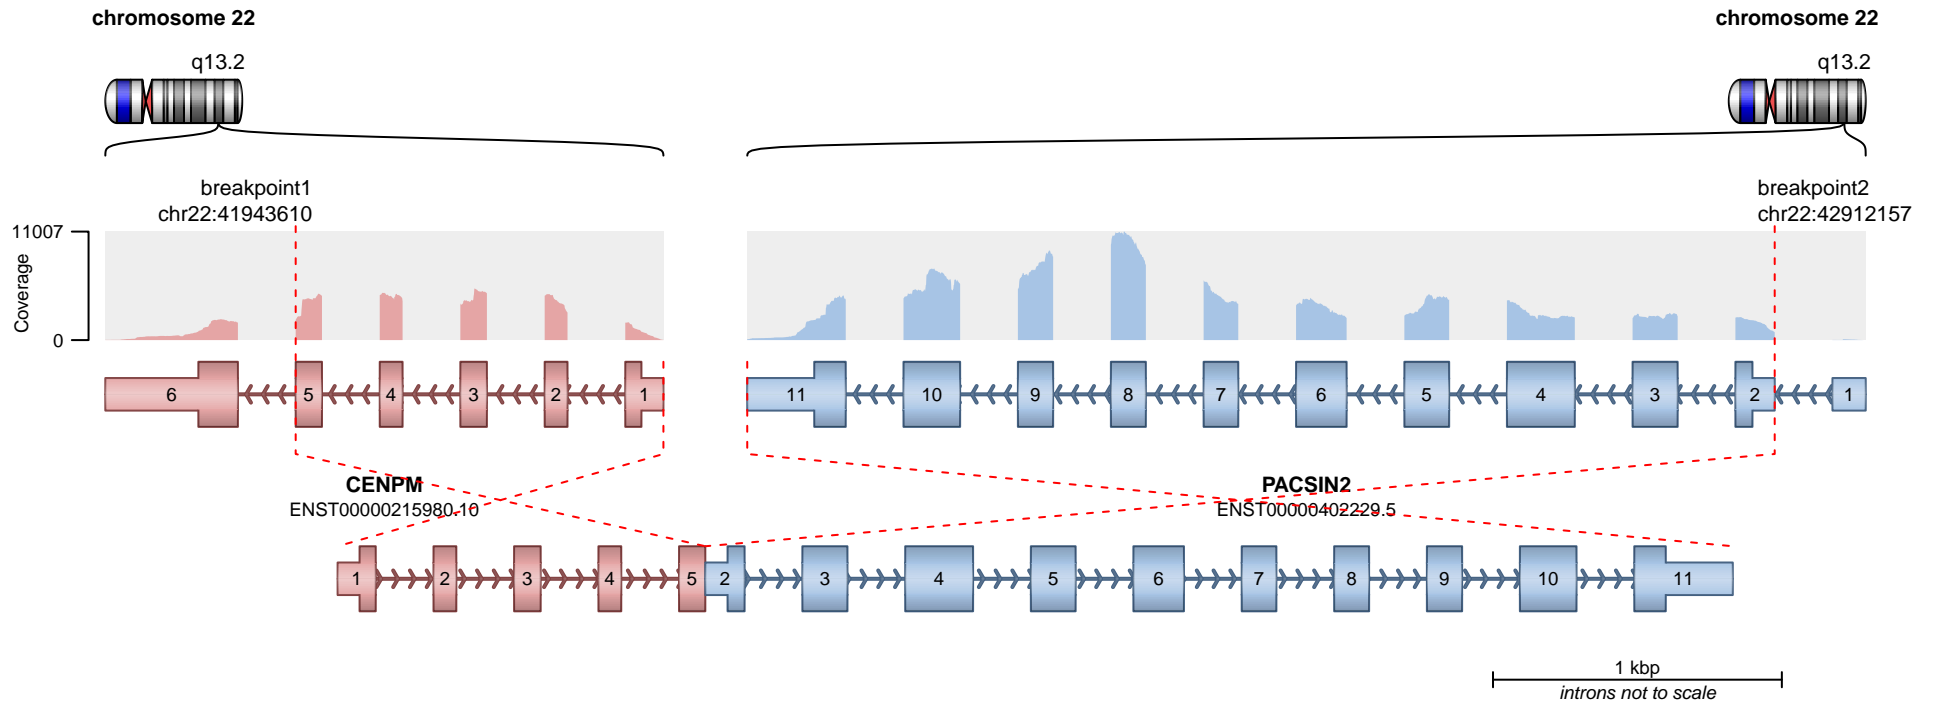 chromosome 22
chromosome 22
q13.2
q13.2
breakpoint1
chr22:41943610
breakpoint2
chr22:42912157
11007
Coverage
0
6 5 4 3 2 1
11 10 9 8 7 6 5 4 3 2 1
CENPM
ENST00000215980.10
PACSIN2
ENST00000402229.5
1 2 3 4 5 2 3 4 5 6 7 8 9 10 11
1 kbp
introns not to scale